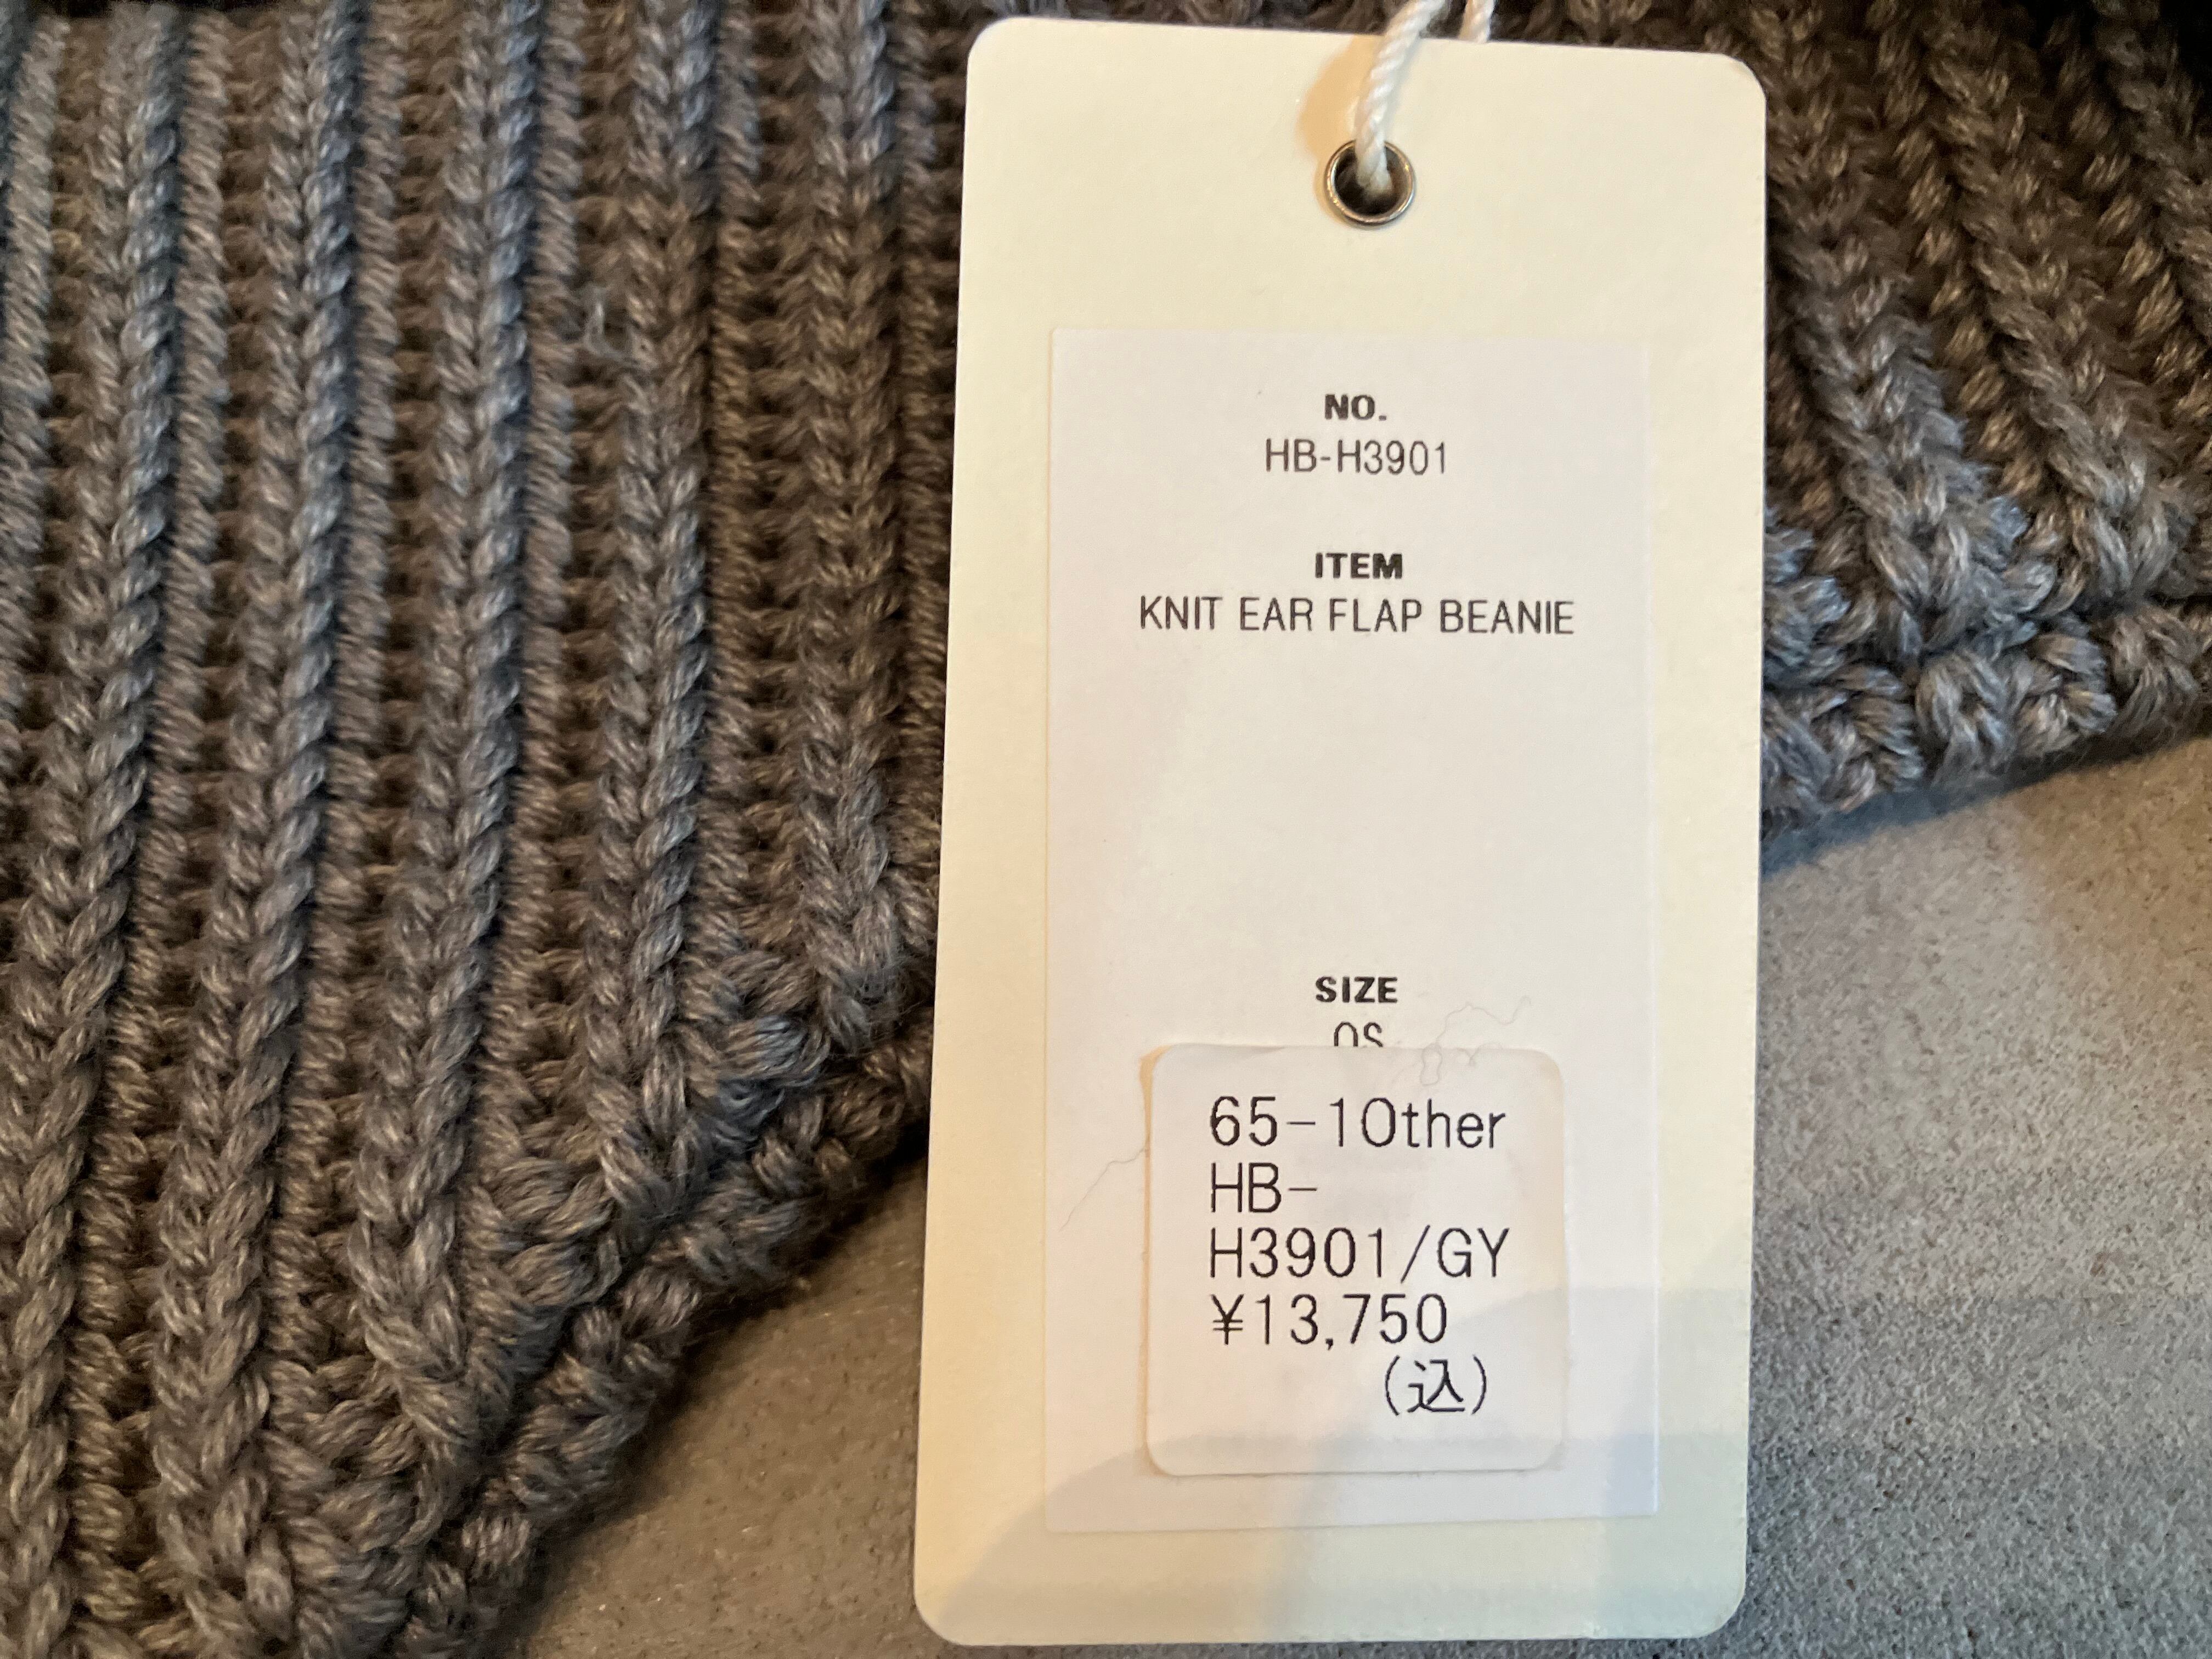 NO.
HB-H3901
ITEM
KNIT EAR FLAP BEANIE
SIZE
OS
65-1Other
HB-
H3901/GY
¥13,750
(込)